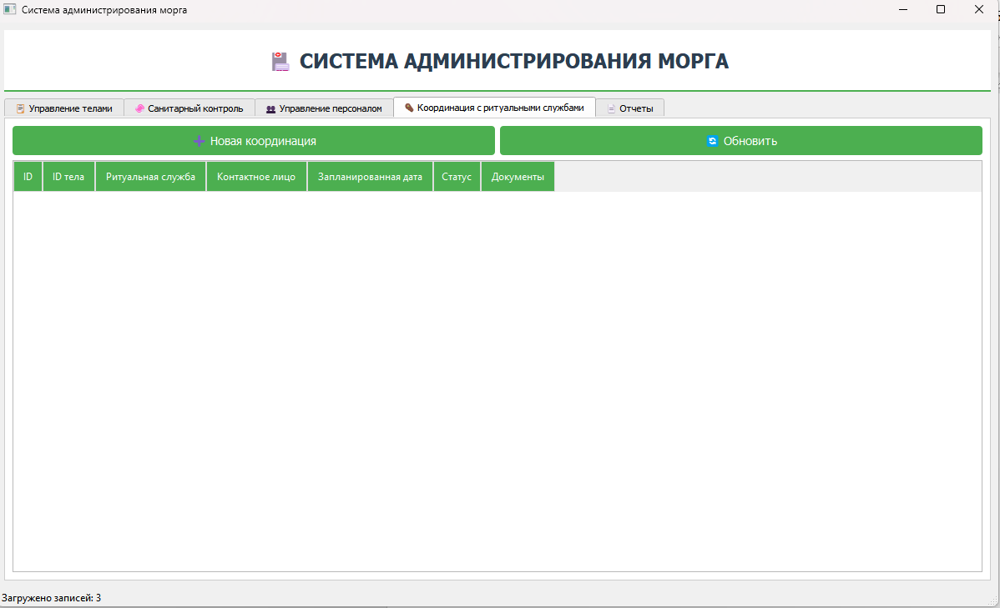 Система администрирования морга
СИСТЕМА АДМИНИСТРИРОВАНИЯ МОРГА
Управление телами Санитарный контроль Управление персоналом Координация с ритуальными службами Отчеты
Новая координация Обновить
ID ID тела Ритуальная служба Контактное лицо Запланированная дата Статус Документы
Загружено записей: 3